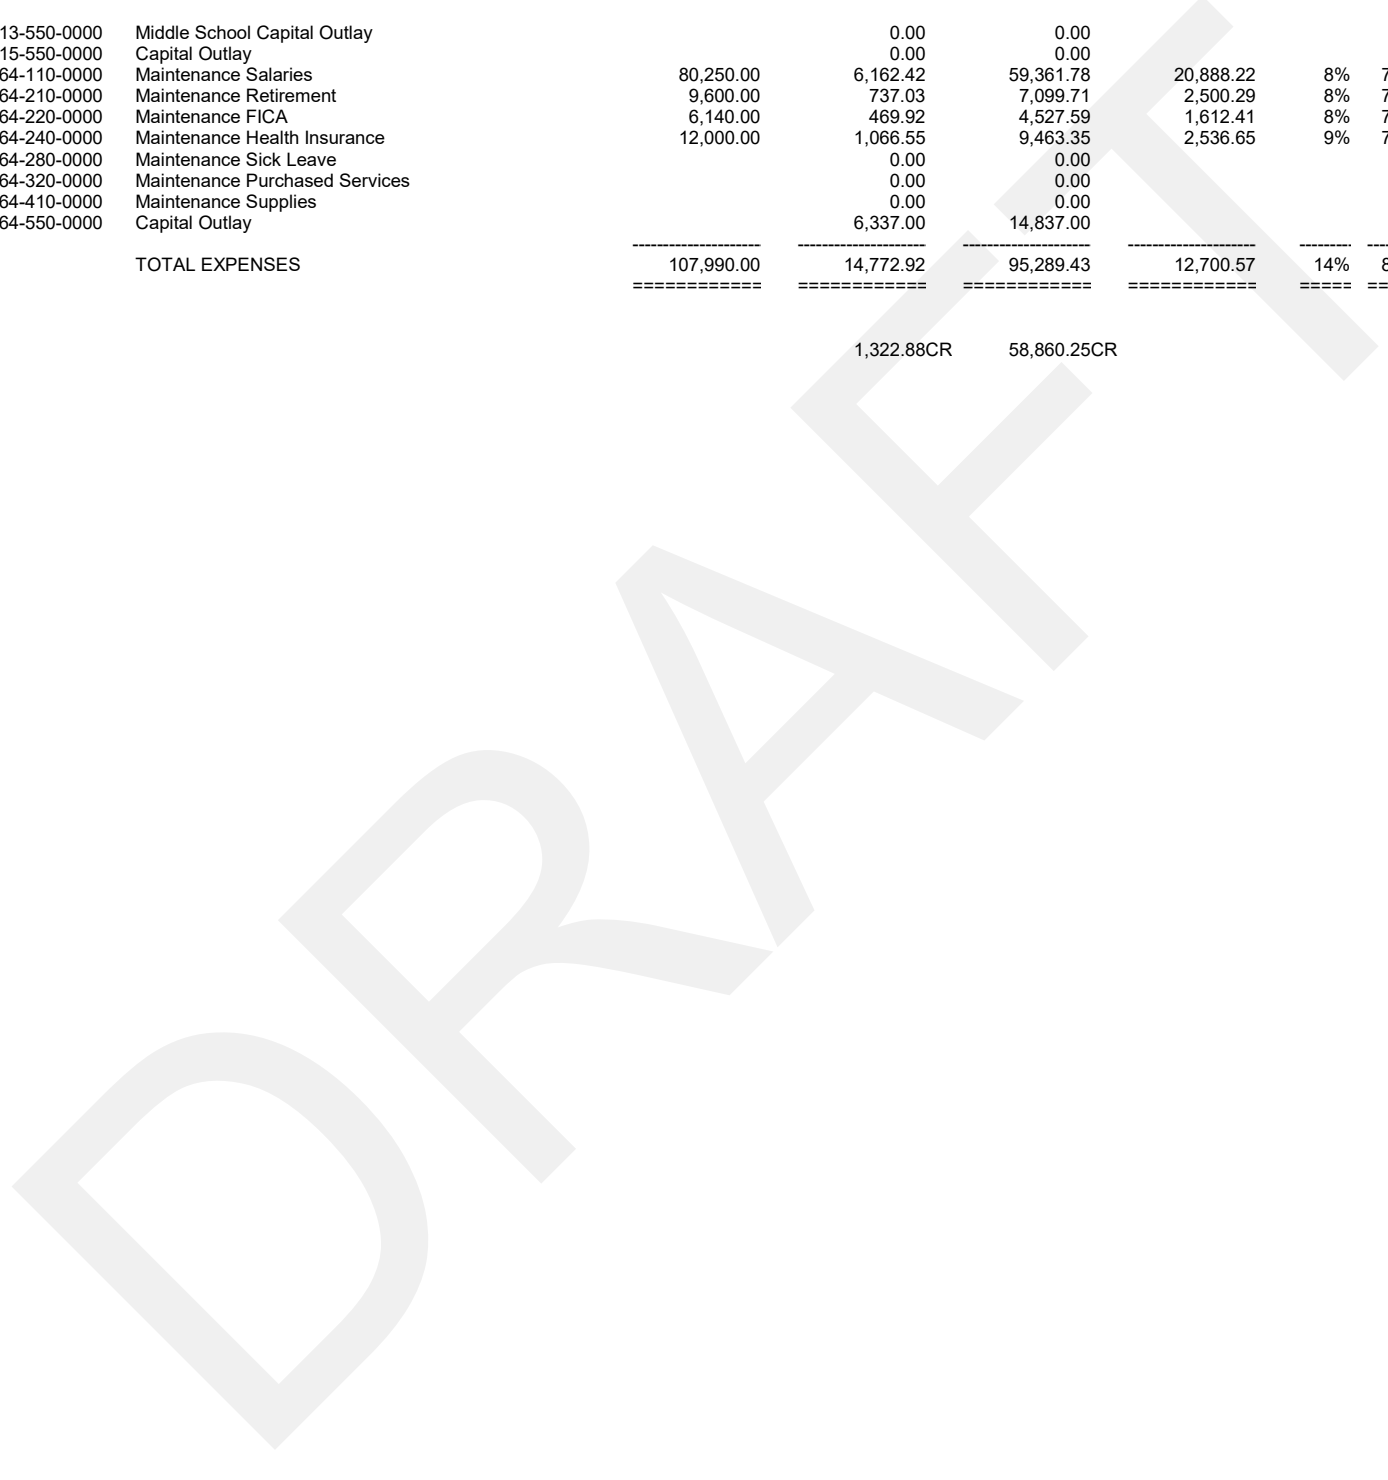 13-550-0000 Middle School Capital Outlay 0.00 0.00
15-550-0000 Capital Outlay 0.00 0.00
64-110-0000 Maintenance Salaries 80,250.00 6,162.42 59,361.78 20,888.22 8% 7
64-210-0000 Maintenance Retirement 9,600.00 737.03 7,099.71 2,500.29 8% 7
64-220-0000 Maintenance FICA 6,140.00 469.92 4,527.59 1,612.41 8% 7
64-240-0000 Maintenance Health Insurance 12,000.00 1,066.55 9,463.35 2,536.65 9% 7
64-280-0000 Maintenance Sick Leave 0.00 0.00
64-320-0000 Maintenance Purchased Services 0.00 0.00
64-410-0000 Maintenance Supplies 0.00 0.00
64-550-0000 Capital Outlay 6,337.00 14,837.00
--------------------- --------------------- --------------------- --------------------- --------- ----
TOTAL EXPENSES 107,990.00 14,772.92 95,289.43 12,700.57 14% 8
============ ============ ============ ============ ===== ==
1,322.88CR 58,860.25CR
DRAFT